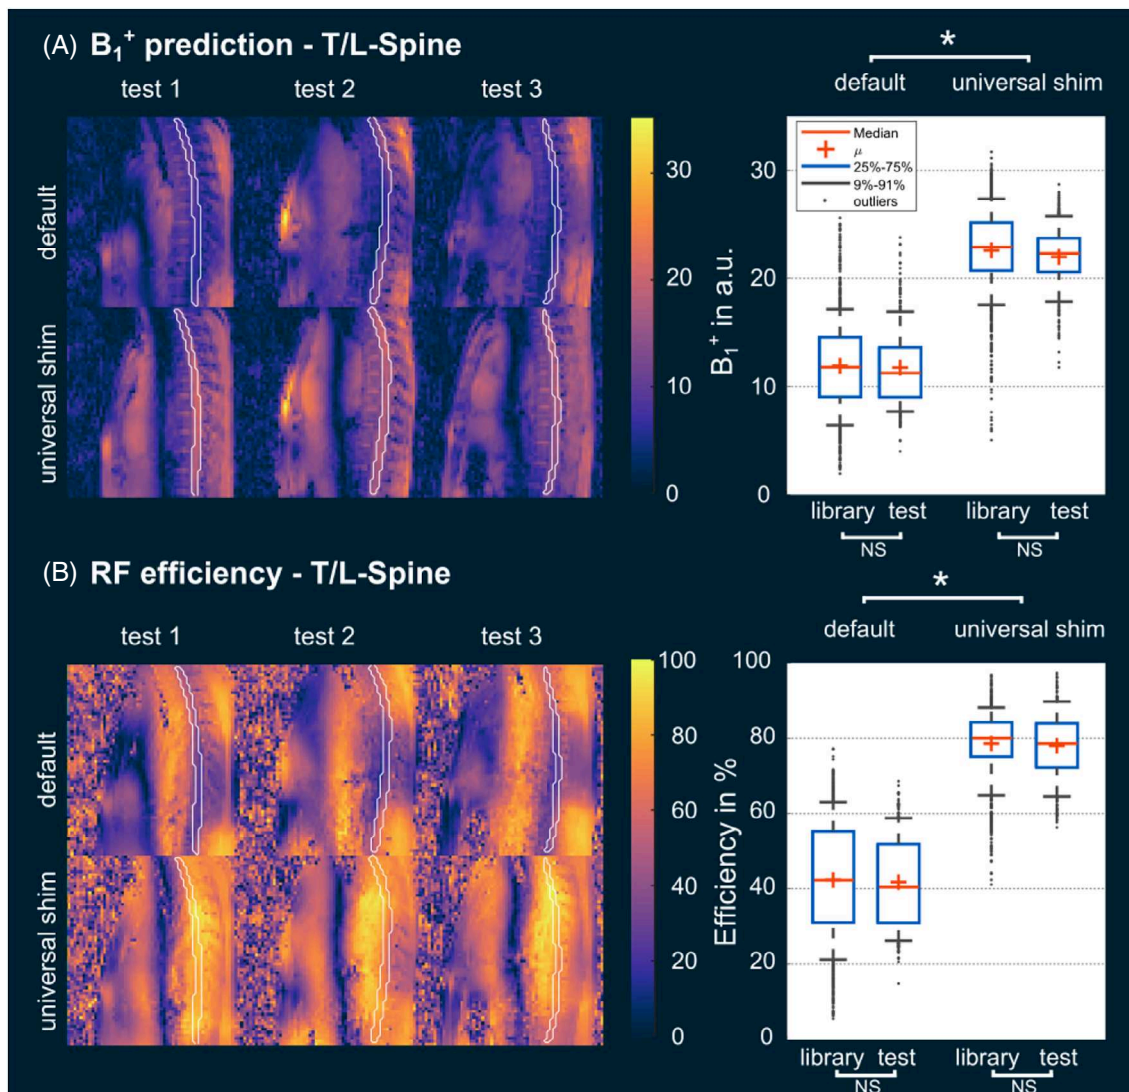 (A) B₁⁺ prediction - T/L-Spine
test 1 test 2 test 3
default
universal shim
30
20
10
0
*
default universal shim
B₁⁺ in a.u.
30
20
10
0
Median
μ
25%-75%
9%-91%
outliers
library test library test
NS NS
(B) RF efficiency - T/L-Spine
test 1 test 2 test 3
default
universal shim
100
80
60
40
20
0
*
default universal shim
Efficiency in %
100
80
60
40
20
0
library test library test
NS NS